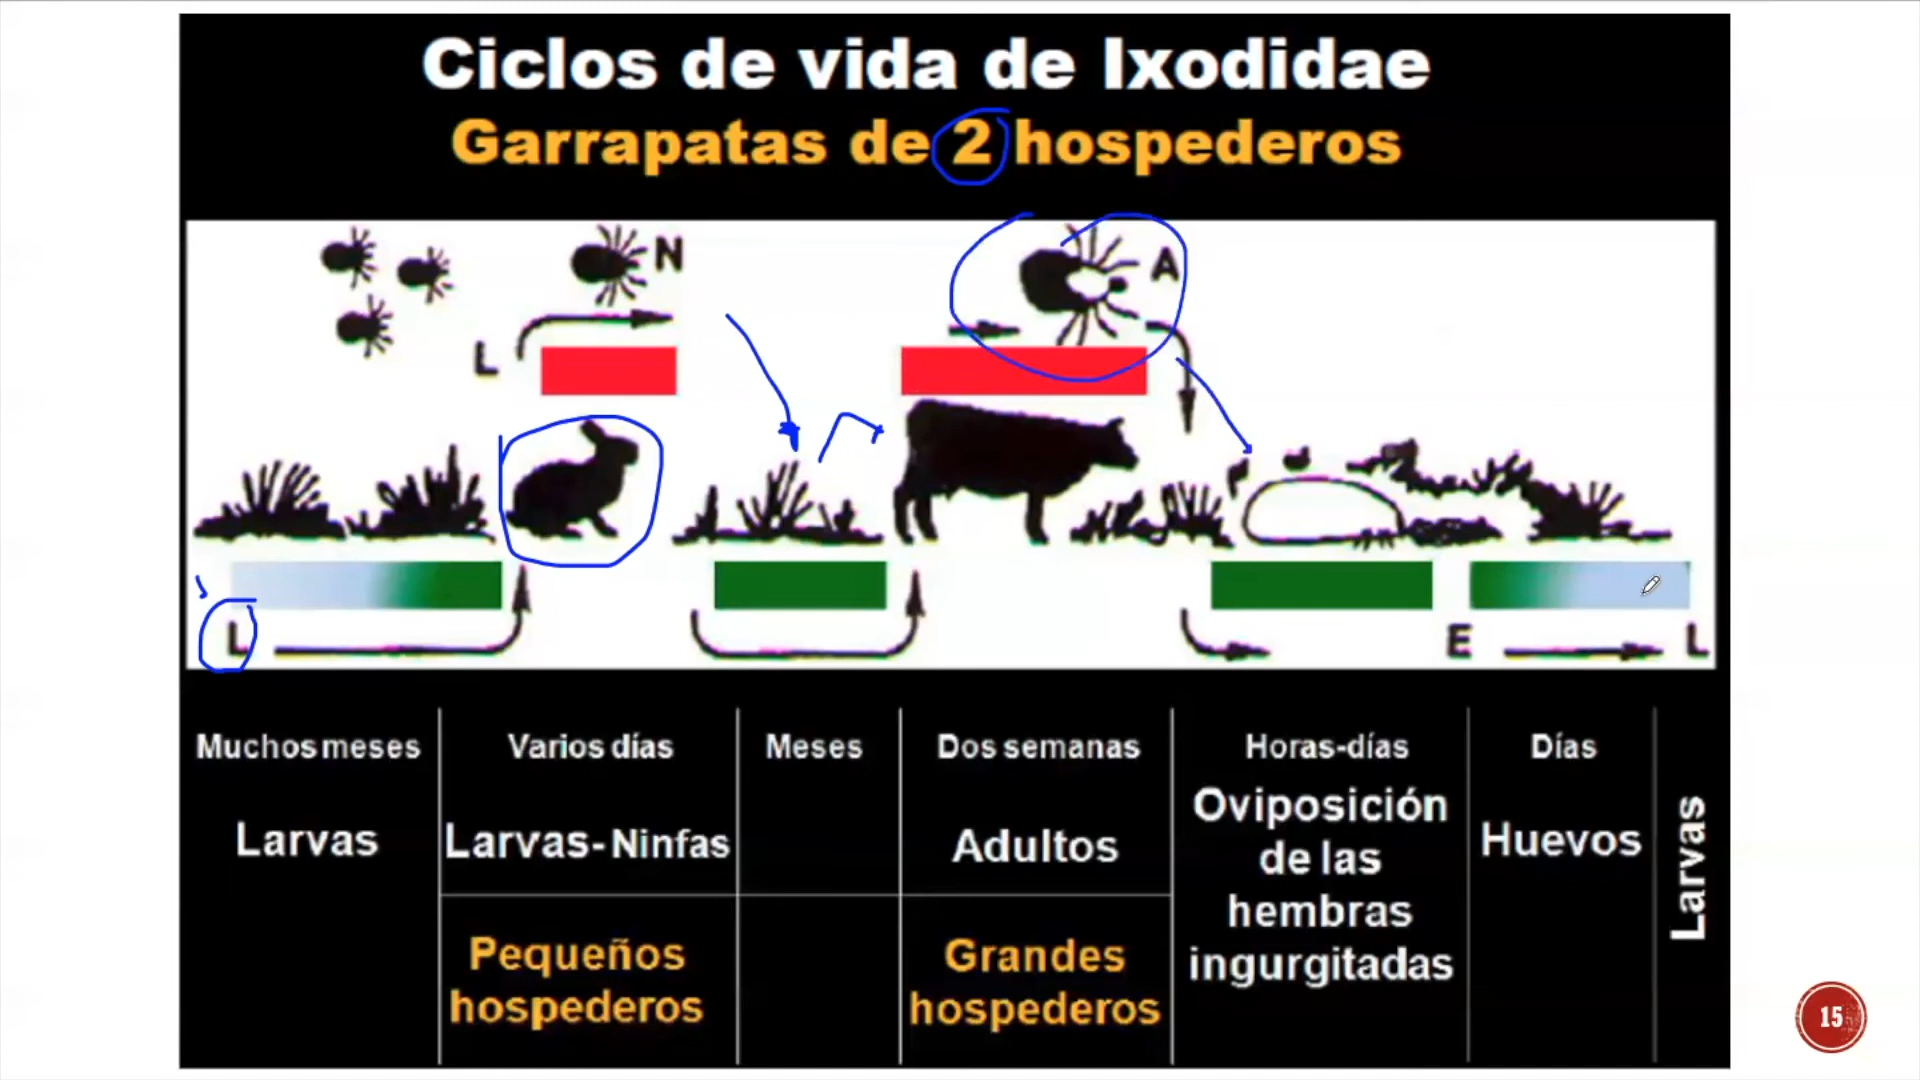 Ciclos de vida de Ixodidae
Garrapatas de 2 hospederos
N
A
L
L
E
L
Muchos meses
Varios días
Meses
Dos semanas
Horas-días
Días
Larvas
Larvas-Ninfas
Adultos
Oviposición
de las
hembras
ingurgitadas
Huevos
Larvas
Pequeños
hospederos
Grandes
hospederos
15